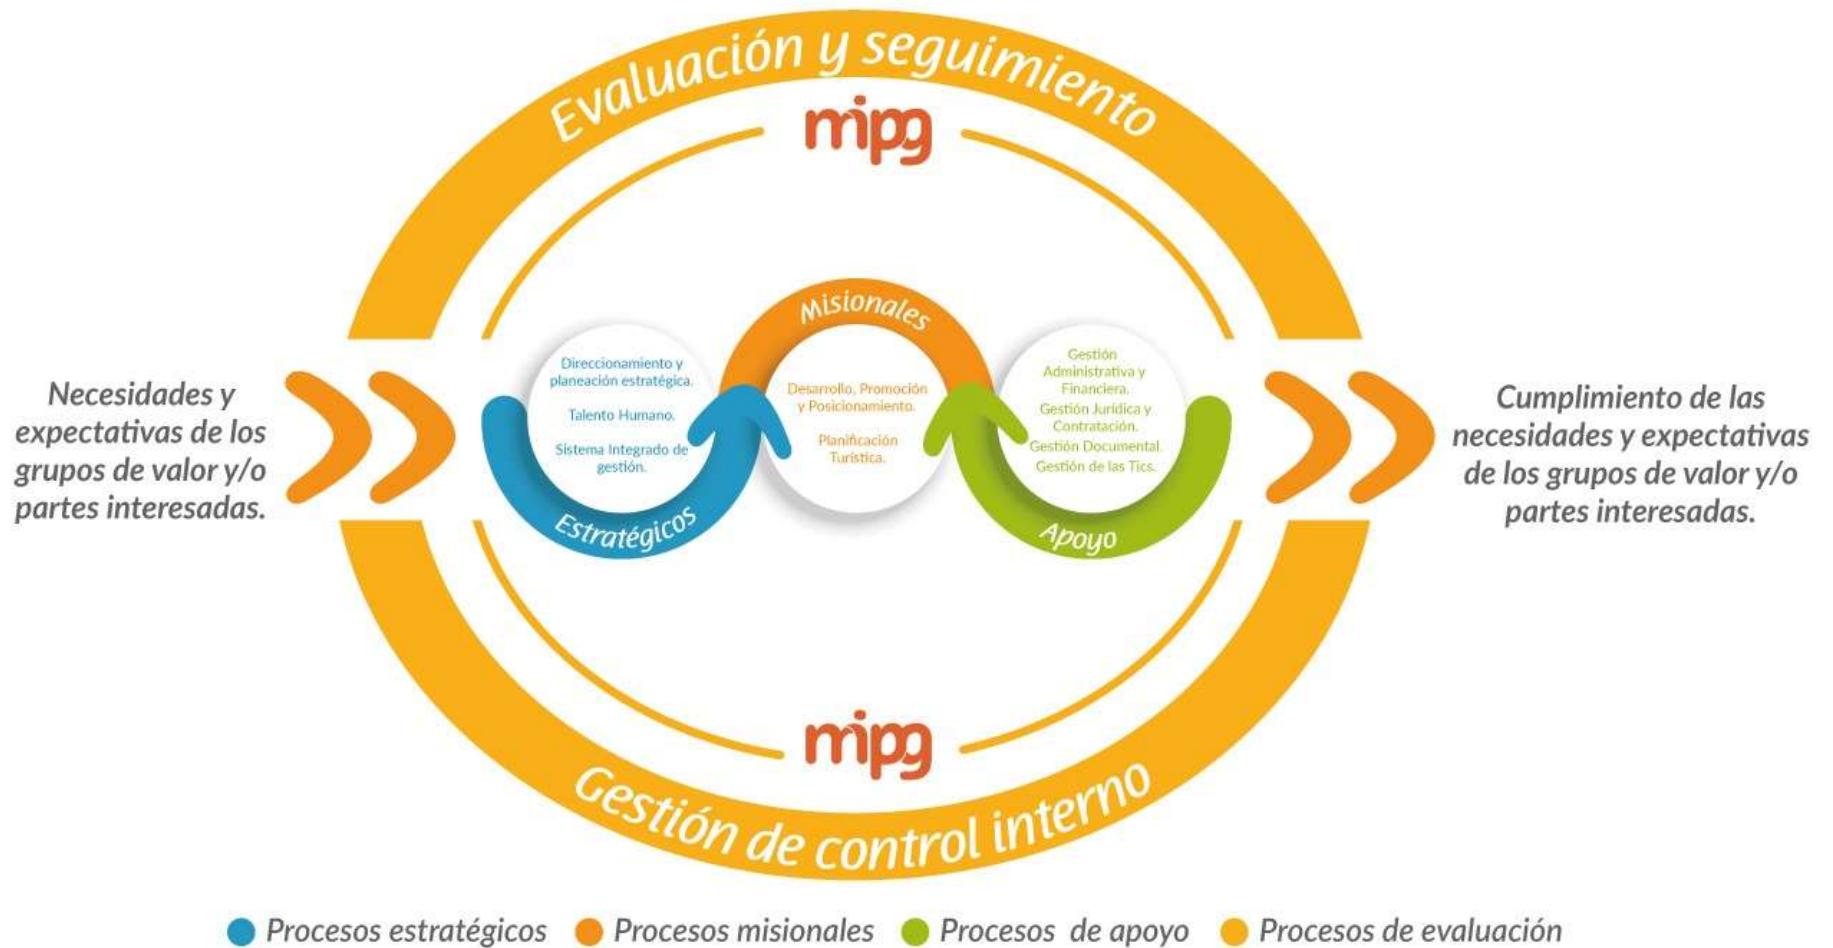 Evaluación y seguimiento
mipg
Misionales
Necesidades y
expectativas de los
grupos de valor y/o
partes interesadas.
Direccionamiento y
planeación estratégica.
Talento Humano.
Sistema Integrado de
gestión.
Estratégicos
Desarrollo, Promoción
y Posicionamiento.
Planificación
Turística.
Gestión
Administrativa y
Financiera.
Gestión Jurídica y
Contratación.
Gestión Documental.
Gestión de las Tics.
Apoyo
Cumplimiento de las
necesidades y expectativas
de los grupos de valor y/o
partes interesadas.
mipg
Gestión de control interno
Procesos estratégicos
Procesos misionales
Procesos de apoyo
Procesos de evaluación